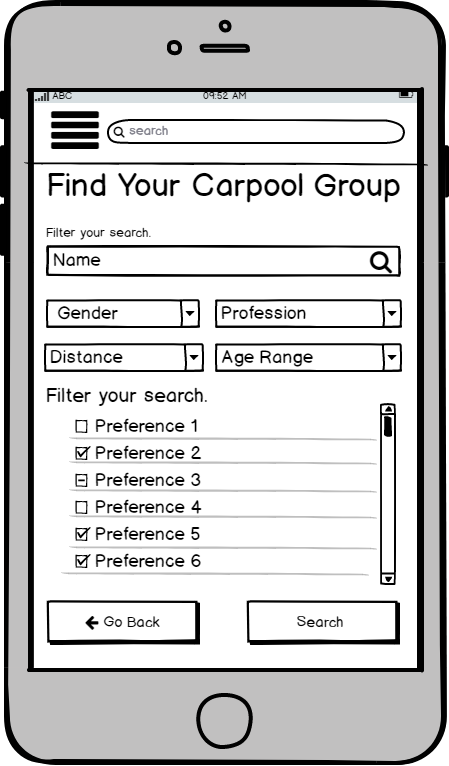 ABC 09:52 AM
search
Find Your Carpool Group
Filter your search.
Name
Gender Profession
Distance Age Range
Filter your search.
Preference 1
Preference 2
Preference 3
Preference 4
Preference 5
Preference 6
Go Back Search